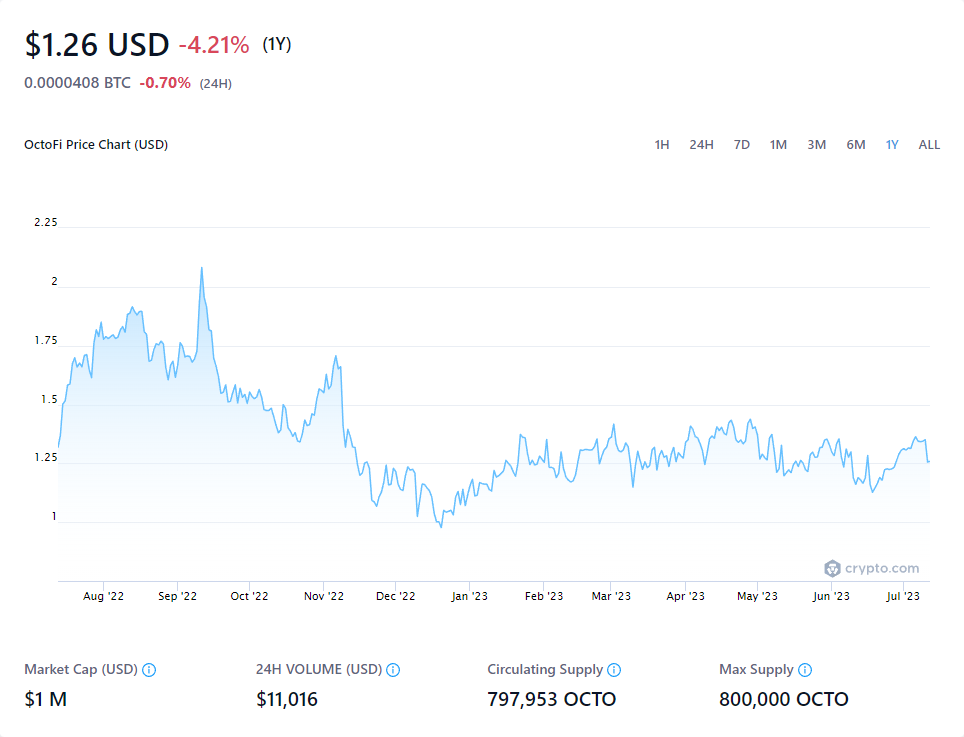 $1.26 USD -4.21% (1Y)
0.0000408 BTC -0.70% (24H)
OctoFi Price Chart (USD) 1H 24H 7D 1M 3M 6M 1Y ALL
2.25
2
1.75
1.5
1.25
1
crypto.com
Aug '22 Sep '22 Oct '22 Nov '22 Dec '22 Jan '23 Feb '23 Mar '23 Apr '23 May '23 Jun '23 Jul '23
Market Cap (USD) 24H VOLUME (USD) Circulating Supply Max Supply
$1 M $11,016 797,953 OCTO 800,000 OCTO